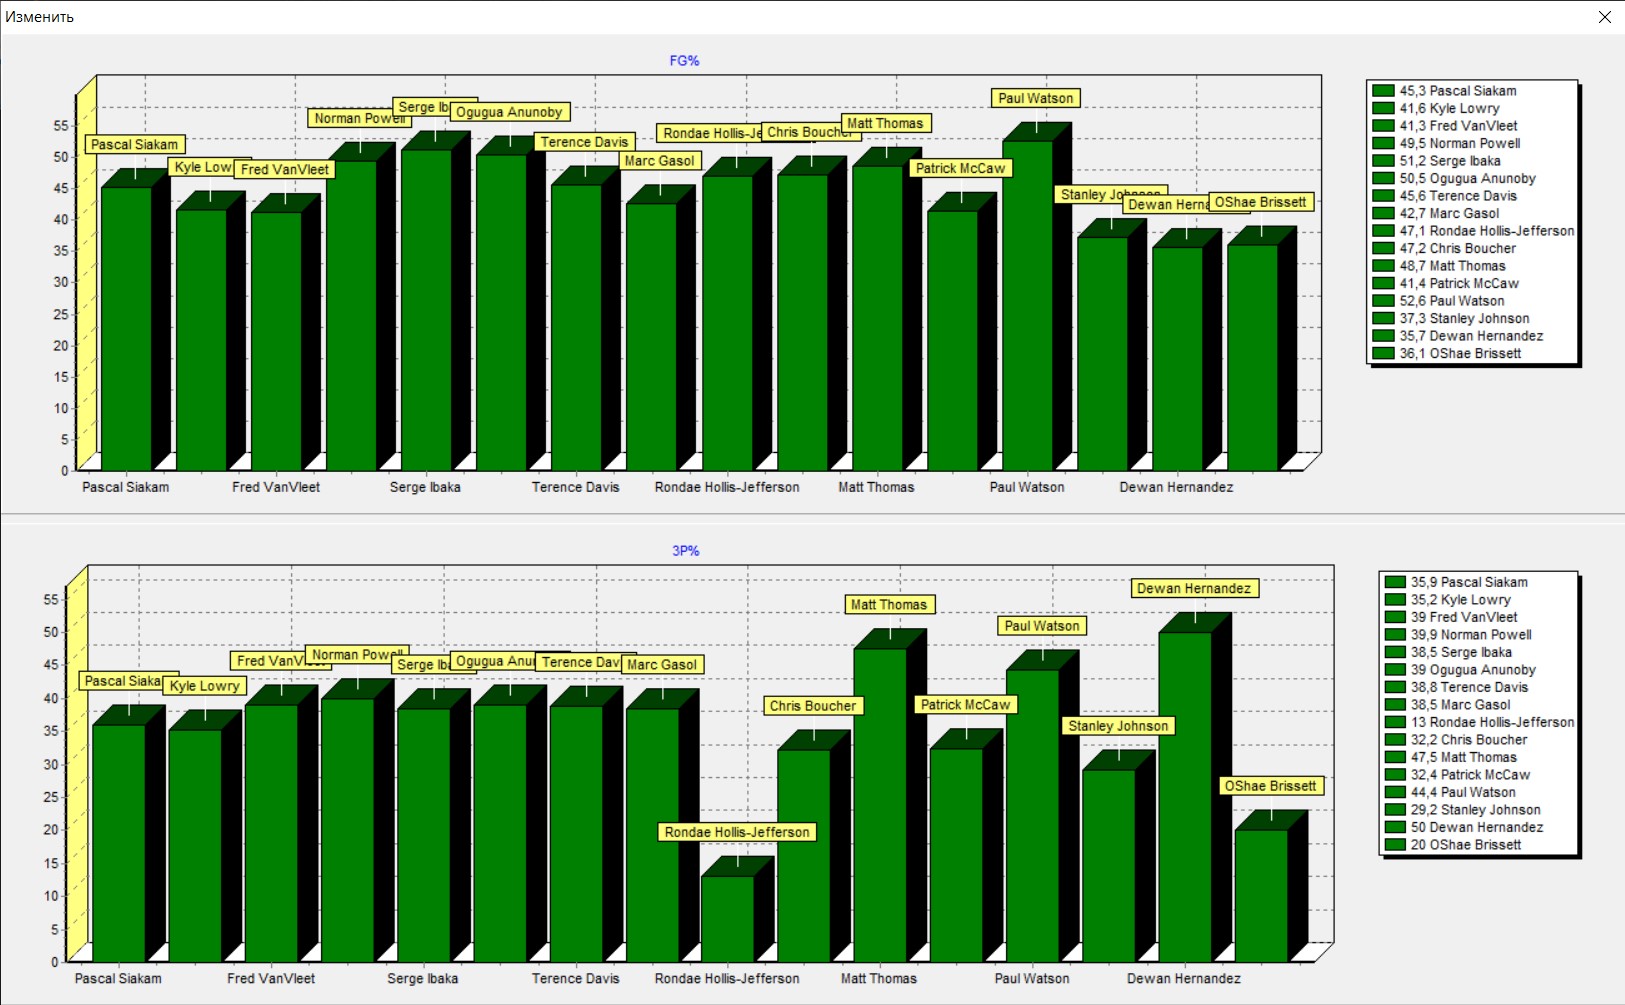 Изменить
FG%
Pascal Siakam
Kyle Low
Fred VanVleet
Norman Powell
Serge Ib
Ogugua Anunoby
Terence Davis
Marc Gasol
Rondae Hollis-Je
Chris Boucher
Matt Thomas
Patrick McCaw
Paul Watson
Stanley Johnson
Dewan Herna
OShae Brissett
55
50
45
40
35
30
25
20
15
10
5
0
Pascal Siakam
Fred VanVleet
Serge Ibaka
Terence Davis
Rondae Hollis-Jefferson
Matt Thomas
Paul Watson
Dewan Hernandez
45,3 Pascal Siakam
41,6 Kyle Lowry
41,3 Fred VanVleet
49,5 Norman Powell
51,2 Serge Ibaka
50,5 Ogugua Anunoby
45,6 Terence Davis
42,7 Marc Gasol
47,1 Rondae Hollis-Jefferson
47,2 Chris Boucher
48,7 Matt Thomas
41,4 Patrick McCaw
52,6 Paul Watson
37,3 Stanley Johnson
35,7 Dewan Hernandez
36,1 OShae Brissett
3P%
Pascal Siaka
Kyle Lowry
Fred VanVleet
Norman Powell
Serge Iba
Ogugua Anu
Terence Dav
Marc Gasol
Rondae Hollis-Jefferson
Chris Boucher
Matt Thomas
Patrick McCaw
Paul Watson
Stanley Johnson
Dewan Hernandez
OShae Brissett
55
50
45
40
35
30
25
20
15
10
5
0
Pascal Siakam
Fred VanVleet
Serge Ibaka
Terence Davis
Rondae Hollis-Jefferson
Matt Thomas
Paul Watson
Dewan Hernandez
35,9 Pascal Siakam
35,2 Kyle Lowry
39 Fred VanVleet
39,9 Norman Powell
38,5 Serge Ibaka
39 Ogugua Anunoby
38,8 Terence Davis
38,5 Marc Gasol
13 Rondae Hollis-Jefferson
32,2 Chris Boucher
47,5 Matt Thomas
32,4 Patrick McCaw
44,4 Paul Watson
29,2 Stanley Johnson
50 Dewan Hernandez
20 OShae Brissett